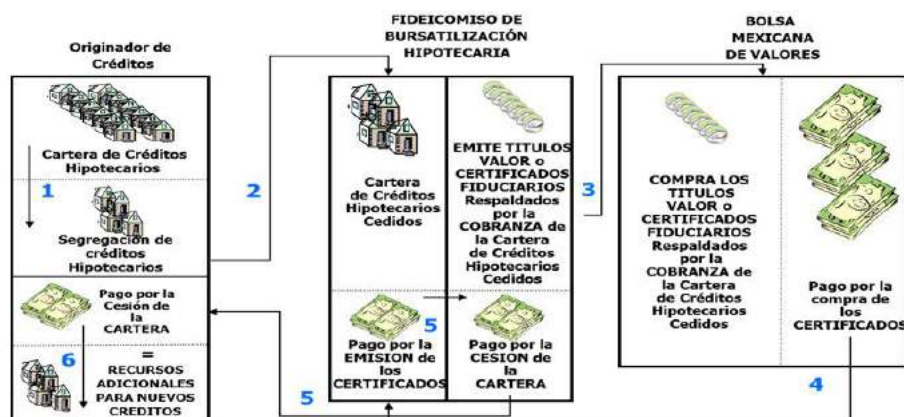 Originador de
Créditos
FIDEICOMISO DE
BURSATILIZACIÓN
HIPOTECARIA
BOLSA
MEXICANA
DE VALORES
Cartera de Créditos
Hipotecarios
1
Segregación de
créditos
Hipotecarios
Pago por la
Cesión de
la
CARTERA
6
=
RECURSOS
ADICIONALES
PARA NUEVOS
CREDITOS
2
Cartera
de Créditos
Hipotecarios
Cedidos
EMITE TITULOS
VALOR o
CERTIFICADOS
FIDUCIARIOS
Respaldados
por la
COBRANZA de
la Cartera
de Créditos
Hipotecarios
Cedidos
5
Pago por la
EMISION de
los
CERTIFICADOS
Pago por la
CESION de
la
CARTERA
5
3
COMPRA LOS
TITULOS
VALOR o
CERTIFICADOS
FIDUCIARIOS
Respaldados
por la
COBRANZA de
la Cartera
de Créditos
Hipotecarios
Cedidos
Pago por la
compra de
los
CERTIFICADOS
4